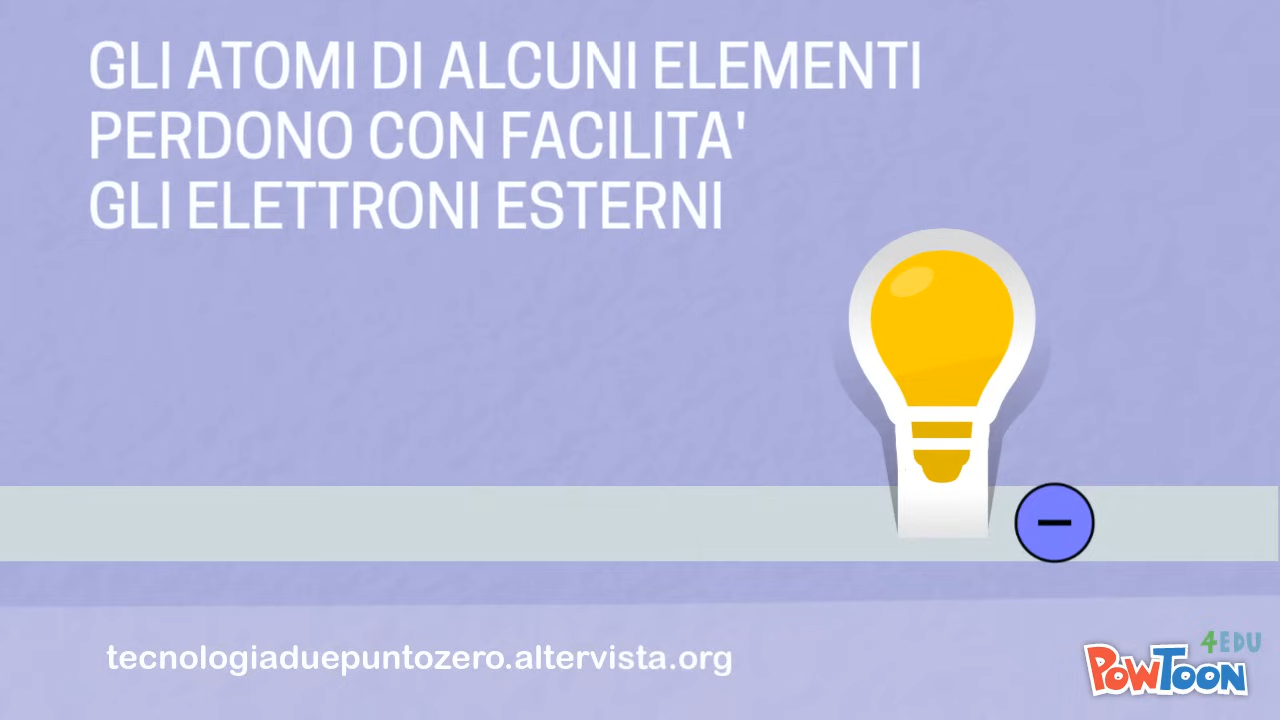 GLI ATOMI DI ALCUNI ELEMENTI
PERDONO CON FACILITA'
GLI ELETTRONI ESTERNI
tecnologiaduepuntozero.altervista.org
4EDU
POWTOON